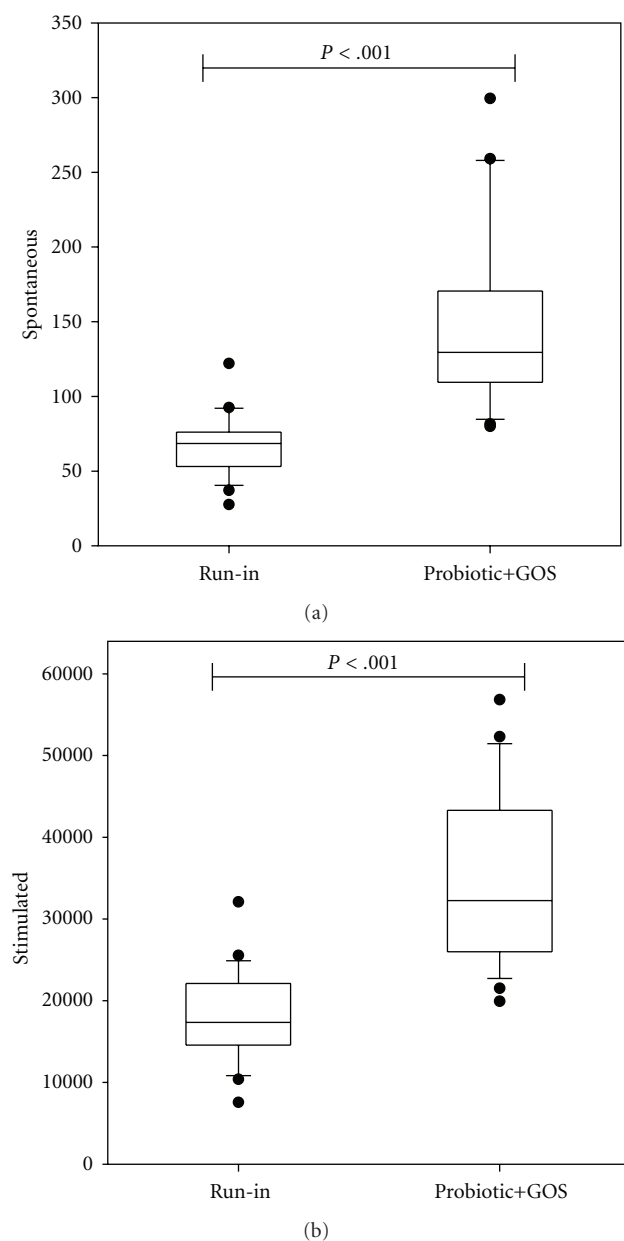 350
P < .001
300
250
200
150
100
50
0
Spontaneous
Run-in
Probiotic+GOS
(a)
60000
P < .001
50000
40000
30000
20000
10000
0
Stimulated
Run-in
Probiotic+GOS
(b)